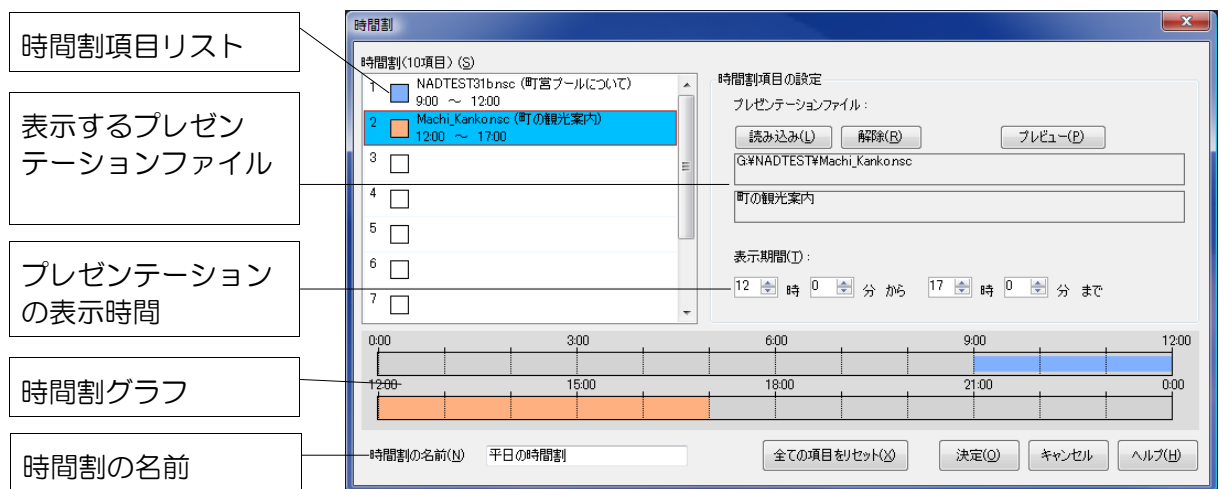 時間割項目リスト
表示するプレゼン
テーションファイル
プレゼンテーション
の表示時間
時間割グラフ
時間割の名前
時間割
時間割(10項目) (S)
1 NADTEST31b.nsc (町営プールについて)
9:00 ～ 12:00
2 Machi_Kanko.nsc (町の観光案内)
12:00 ～ 17:00
3
4
5
6
7
時間割項目の設定
プレゼンテーションファイル :
読み込み(L) 解除(R) プレビュー(P)
G:¥NADTEST¥Machi_Kanko.nsc
町の観光案内
表示期間(T) :
12 時 0 分 から 17 時 0 分 まで
0:00 3:00 6:00 9:00 12:00
12:00 15:00 18:00 21:00 0:00
時間割の名前(N) 平日の時間割 全ての項目をリセット(X) 決定(O) キャンセル ヘルプ(H)